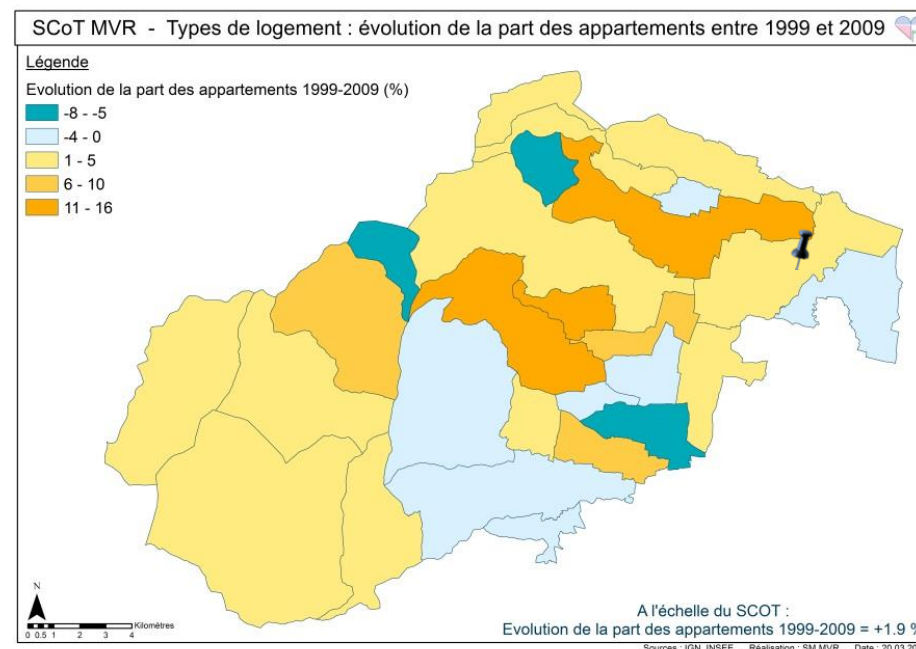 SCoT MVR - Types de logement : évolution de la part des appartements entre 1999 et 2009
Légende
Evolution de la part des appartements 1999-2009 (%)
-8 - -5
-4 - 0
1 - 5
6 - 10
11 - 16
N
Kilomètres
0 0.5 1 2 3 4
A l'échelle du SCOT :
Evolution de la part des appartements 1999-2009 = +1.9 %
Sources : IGN, INSEE Réalisation : SM MVR Date : 20.03.20